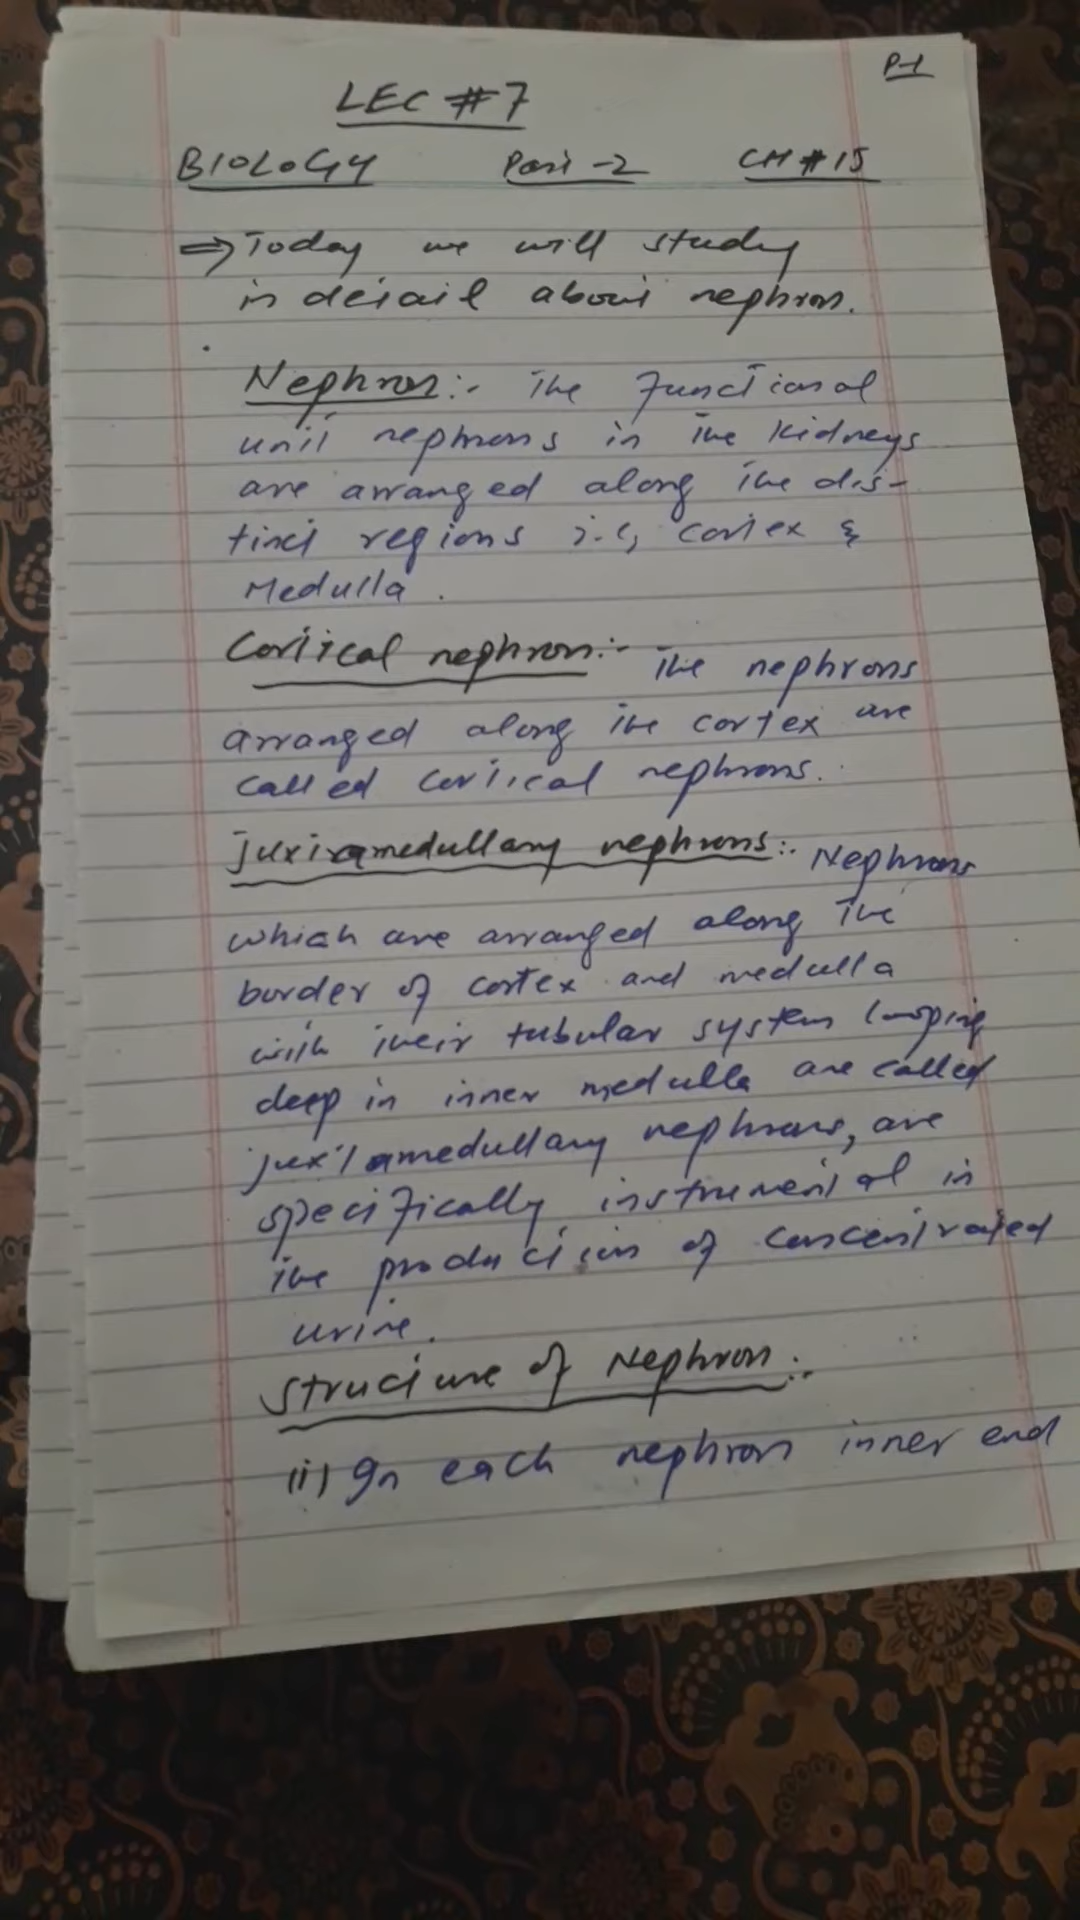 P-1
LEC #7
BIOLOGY Part-2 CH#15
⇒ Today we will study
in detail about nephron.
Nephron:- The functional
unit nephrons in the kidneys
are arranged along the dis-
tinct regions i.e, cortex &
Medulla.
Cortical nephron:- The nephrons
arranged along the cortex are
called cortical nephrons.
juxtamedullary nephrons:- Nephrons
which are arranged along the
border of cortex and medulla
with their tubular system looping
deep in inner medulla are called
juxtamedullary nephrons, are
specifically instrumental in
the production of concentrated
urine.
Structure of Nephron:-
(i) In each nephron inner end